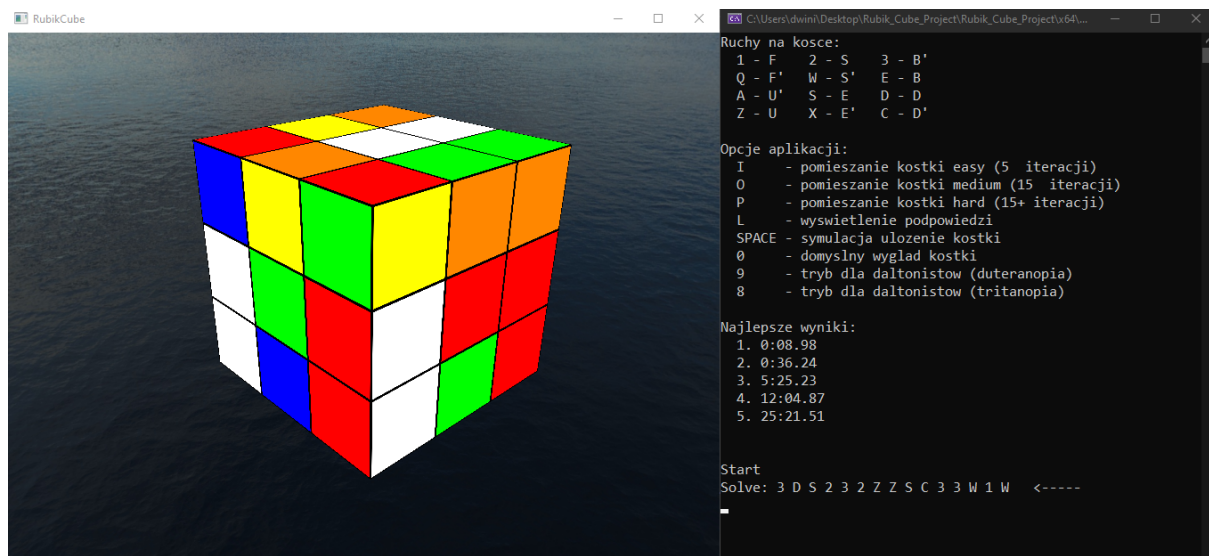 RubikCube
C:\Users\dwini\Desktop\Rubik_Cube_Project\Rubik_Cube_Project\x64\...
Ruchy na kosce:
1 - F    2 - S    3 - B'
Q - F'   W - S'   E - B
A - U'   S - E    D - D
Z - U    X - E'   C - D'
Opcje aplikacji:
I     - pomieszanie kostki easy (5  iteracji)
O     - pomieszanie kostki medium (15  iteracji)
P     - pomieszanie kostki hard (15+ iteracji)
L     - wyswietlenie podpowiedzi
SPACE - symulacja ulozenie kostki
0     - domyslny wyglad kostki
9     - tryb dla daltonistow (duteranopia)
8     - tryb dla daltonistow (tritanopia)
Najlepsze wyniki:
1. 0:08.98
2. 0:36.24
3. 5:25.23
4. 12:04.87
5. 25:21.51
Start
Solve: 3 D S 2 3 2 Z Z S C 3 3 W 1 W   <-----